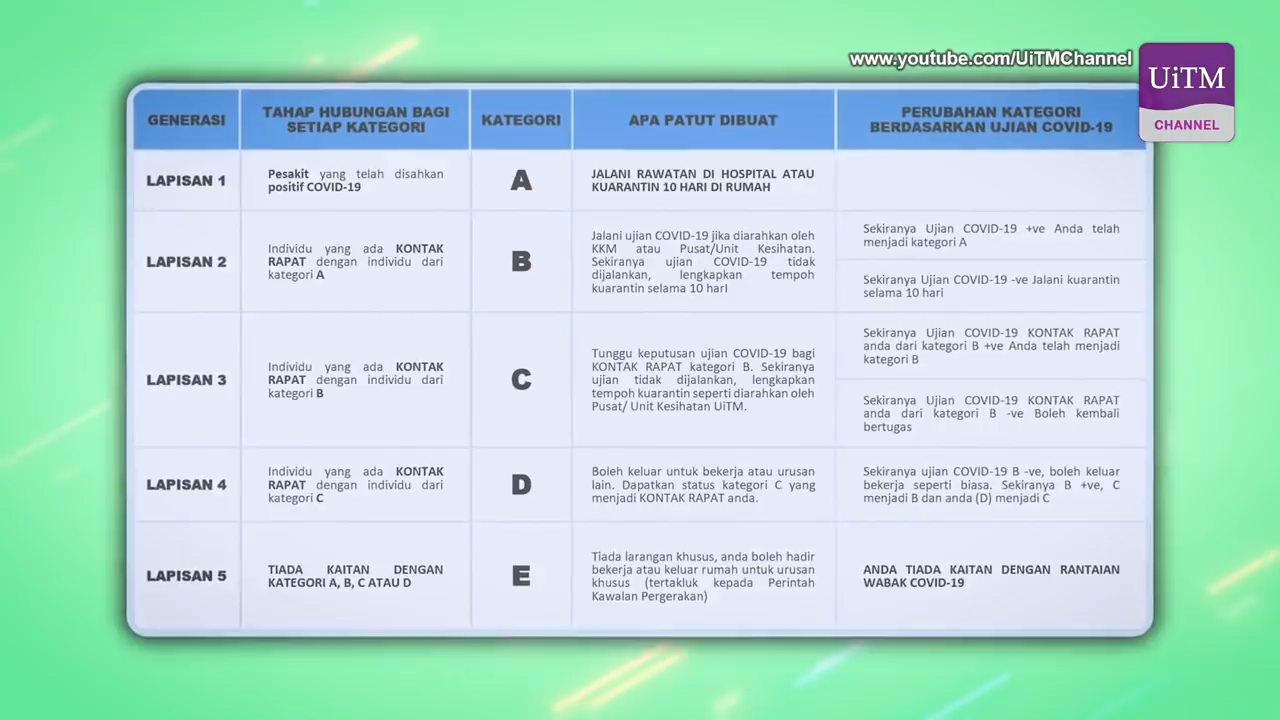 www.youtube.com/UiTMChannel
UiTM
CHANNEL
GENERASI
TAHAP HUBUNGAN BAGI
SETIAP KATEGORI
KATEGORI
APA PATUT DIBUAT
PERUBAHAN KATEGORI
BERDASARKAN UJIAN COVID-19
LAPISAN 1
Pesakit yang telah disahkan
positif COVID-19
A
JALANI RAWATAN DI HOSPITAL ATAU
KUARANTIN 10 HARI DI RUMAH
LAPISAN 2
Individu yang ada KONTAK
RAPAT dengan individu dari
kategori A
B
Jalani ujian COVID-19 jika diarahkan oleh
KKM atau Pusat/Unit Kesihatan.
Sekiranya ujian COVID-19 tidak
dijalankan, lengkapkan tempoh
kuarantin selama 10 harI
Sekiranya Ujian COVID-19 +ve Anda telah
menjadi kategori A
Sekiranya Ujian COVID-19 -ve Jalani kuarantin
selama 10 hari
LAPISAN 3
Individu yang ada KONTAK
RAPAT dengan individu dari
kategori B
C
Tunggu keputusan ujian COVID-19 bagi
KONTAK RAPAT kategori B. Sekiranya
ujian tidak dijalankan, lengkapkan
tempoh kuarantin seperti diarahkan oleh
Pusat/ Unit Kesihatan UiTM.
Sekiranya Ujian COVID-19 KONTAK RAPAT
anda dari kategori B +ve Anda telah menjadi
kategori B
Sekiranya Ujian COVID-19 KONTAK RAPAT
anda dari kategori B -ve Boleh kembali
bertugas
LAPISAN 4
Individu yang ada KONTAK
RAPAT dengan individu dari
kategori C
D
Boleh keluar untuk bekerja atau urusan
lain. Dapatkan status kategori C yang
menjadi KONTAK RAPAT anda.
Sekiranya ujian COVID-19 B -ve, boleh keluar
bekerja seperti biasa. Sekiranya B +ve, C
menjadi B dan anda (D) menjadi C
LAPISAN 5
TIADA KAITAN DENGAN
KATEGORI A, B, C ATAU D
E
Tiada larangan khusus, anda boleh hadir
bekerja atau keluar rumah untuk urusan
khusus (tertakluk kepada Perintah
Kawalan Pergerakan)
ANDA TIADA KAITAN DENGAN RANTAIAN
WABAK COVID-19